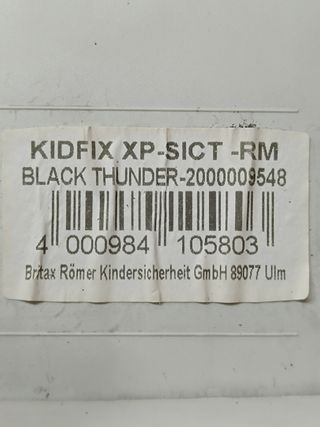 KIDFIX XP-SICT -RM
BLACK THUNDER-2000009548
4 000984 105803
Britax Römer Kindersicherheit GmbH 89077 Ulm